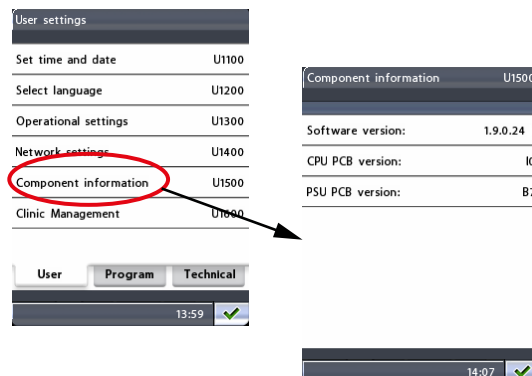 User settings
Set time and date U1100
Select language U1200
Operational settings U1300
Network settings U1400
Component information U1500
Clinic Management U1600
User Program Technical
13:59
Component information U1500
Software version: 1.9.0.24
CPU PCB version:
PSU PCB version:
14:07